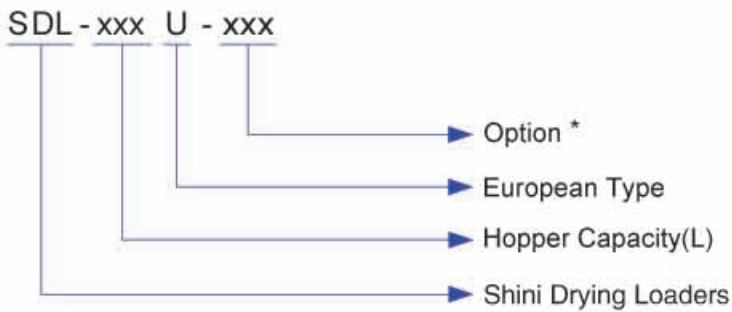 SDL - xxx U - xxx
Option *
European Type
Hopper Capacity(L)
Shini Drying Loaders